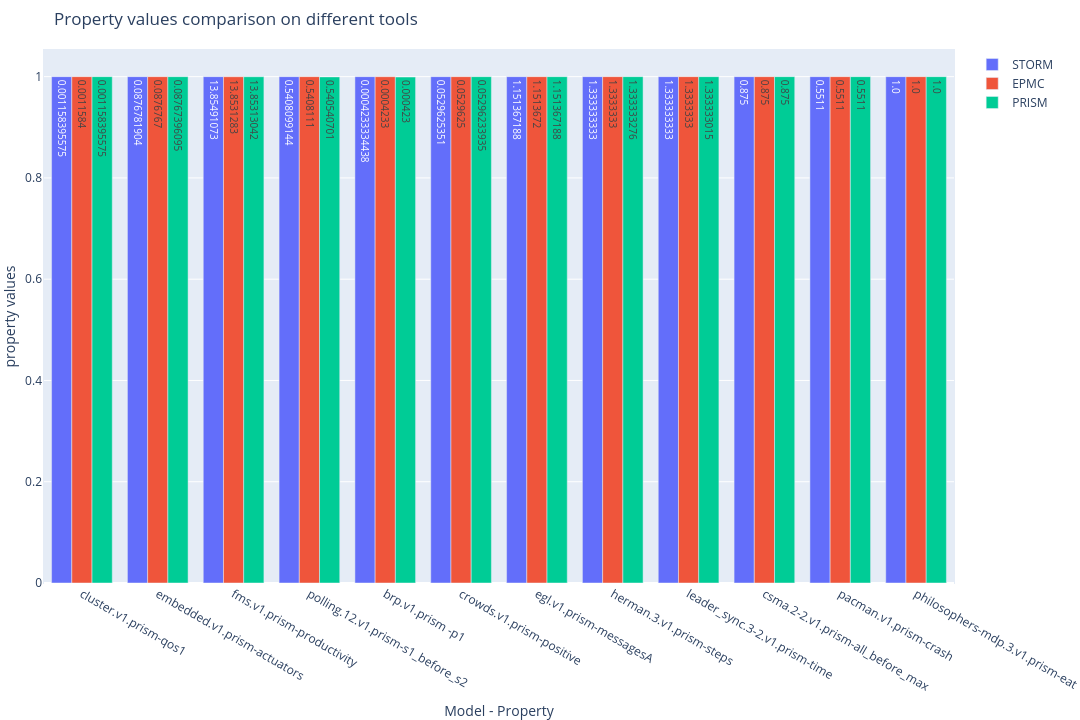 Property values comparison on different tools
STORM
EPMC
PRISM
property values
1
0.8
0.6
0.4
0.2
0
0.001158395575
0.0011584
0.001158395575
0.0876781904
0.0876767
0.08767396095
13.85491073
13.8531283
13.85313042
0.5408099144
0.5408111
0.540540701
0.0004233334438
0.0004233
0.000423
0.0529625351
0.0529625
0.05296233935
1.151367188
1.1513672
1.151367188
1.333333333
1.3333333
1.333333276
1.333333333
1.3333333
1.333333015
0.875
0.875
0.875
0.5511
0.5511
0.5511
1.0
1.0
1.0
cluster.v1.prism-qos1
embedded.v1.prism-actuators
fms.v1.prism-productivity
polling.12.v1.prism-s1_before_s2
brp.v1.prism -p1
crowds.v1.prism-positive
egl.v1.prism-messagesA
herman.3.v1.prism-steps
leader_sync.3-2.v1.prism-time
csma.2-2.v1.prism-all_before_max
pacman.v1.prism-crash
philosophers-mdp.3.v1.prism-eat
Model - Property